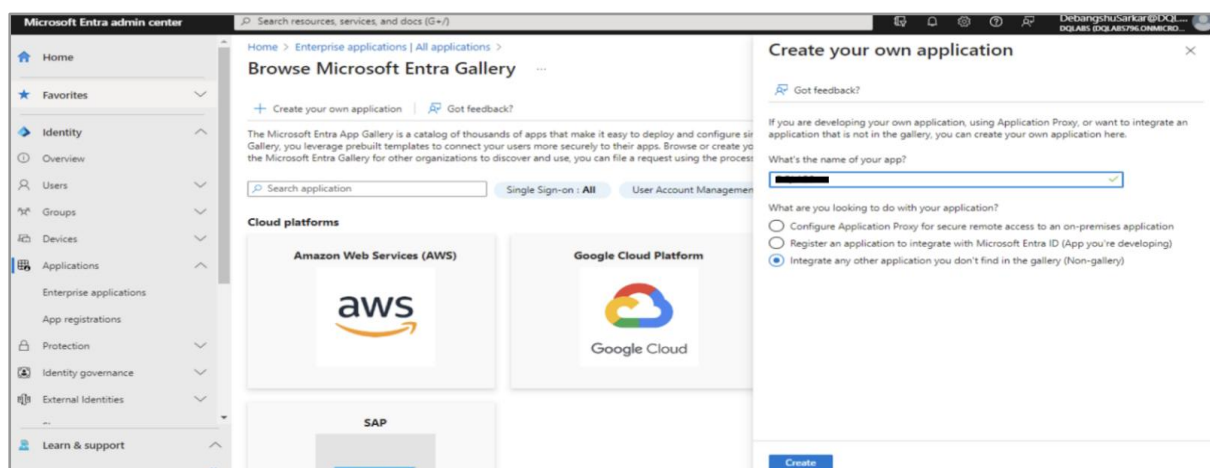 Microsoft Entra admin center
Search resources, services, and docs (G+/)
DebangshuSarkar@DQL...
DQLABS (DQLABS796.ONMICRO...
Home
Favorites
Identity
Overview
Users
Groups
Devices
Applications
Enterprise applications
App registrations
Protection
Identity governance
External Identities
Learn & support
Home > Enterprise applications | All applications >
Browse Microsoft Entra Gallery ...
+ Create your own application
Got feedback?
The Microsoft Entra App Gallery is a catalog of thousands of apps that make it easy to deploy and configure
Gallery, you leverage prebuilt templates to connect your users more securely to their apps. Browse or create
the Microsoft Entra Gallery for other organizations to discover and use, you can file a request using the process
Search application
Single Sign-on : All
User Account
Cloud platforms
Amazon Web Services (AWS)
aws
Google Cloud Platform
Google Cloud
SAP
Create your own application
Got feedback?
If you are developing your own application, using Application Proxy, or want to integrate an
application that is not in the gallery, you can create your own application here.
What's the name of your app?
What are you looking to do with your application?
Configure Application Proxy for secure remote access to an on-premises application
Register an application to integrate with Microsoft Entra ID (App you're developing)
Integrate any other application you don't find in the gallery (Non-gallery)
Create